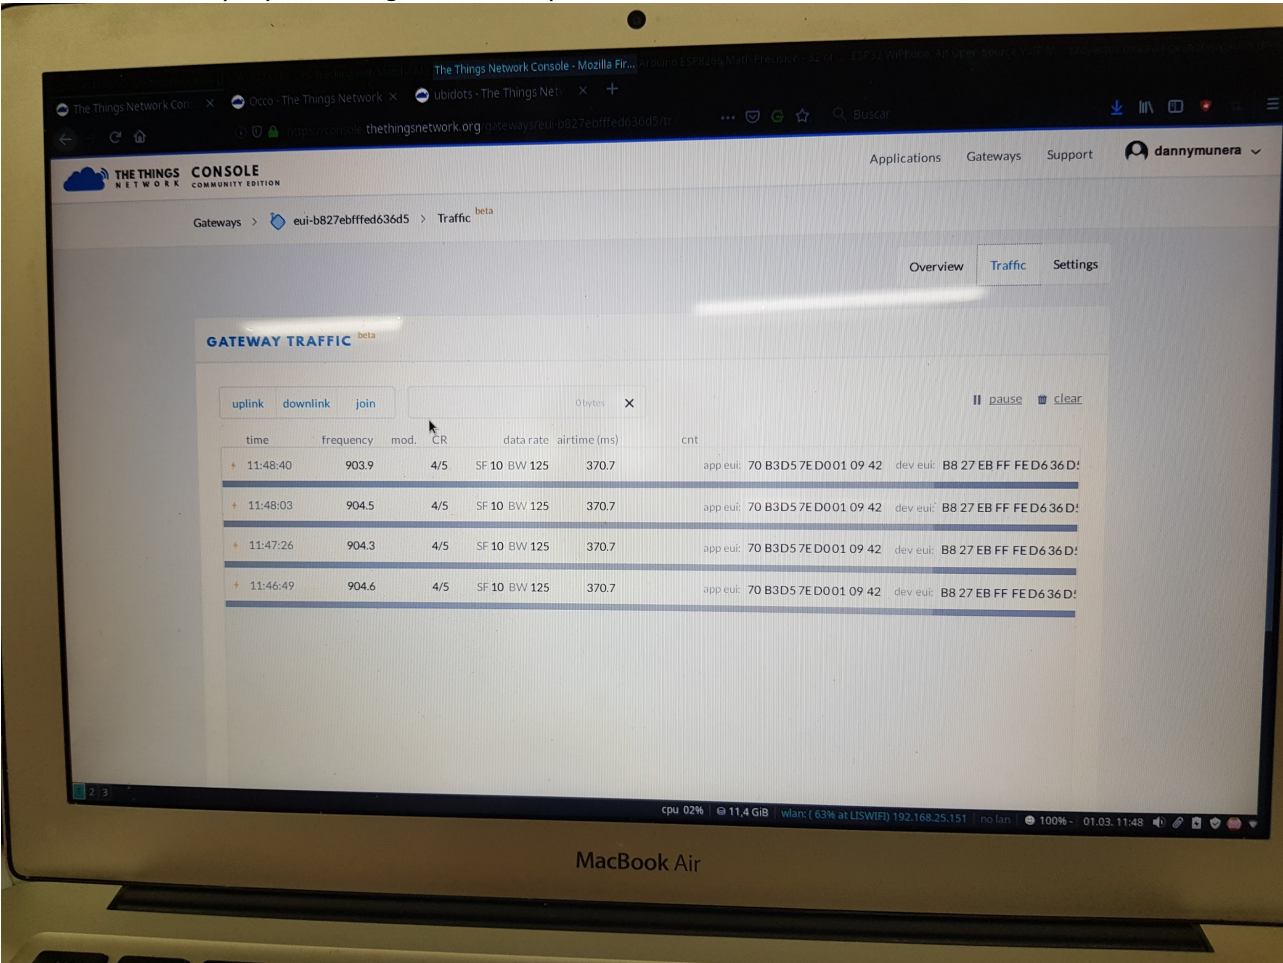 The Things Network Console - Mozilla Fir...
The Things Network Con
Occo - The Things Network
ubidots - The Things Net
thethingsnetwork.org
Buscar
THE THINGS NETWORK
CONSOLE
COMMUNITY EDITION
Applications Gateways Support dannymunera
Gateways > eui-b827ebfffed636d5 > Traffic beta
Overview Traffic Settings
GATEWAY TRAFFIC beta
uplink downlink join 0 bytes X pause clear
time frequency mod. CR data rate airtime (ms) cnt
11:48:40 903.9 4/5 SF 10 BW 125 370.7 app eui: 70 B3 D5 7E D0 01 09 42 dev eui: B8 27 EB FF FE D6 36 D5
11:48:03 904.5 4/5 SF 10 BW 125 370.7 app eui: 70 B3 D5 7E D0 01 09 42 dev eui: B8 27 EB FF FE D6 36 D5
11:47:26 904.3 4/5 SF 10 BW 125 370.7 app eui: 70 B3 D5 7E D0 01 09 42 dev eui: B8 27 EB FF FE D6 36 D5
11:46:49 904.6 4/5 SF 10 BW 125 370.7 app eui: 70 B3 D5 7E D0 01 09 42 dev eui: B8 27 EB FF FE D6 36 D5
1 2 3
cpu 02% 11,4 GiB wlan: ( 63% at LISWIFI) 192.168.25.151 no lan 100% - 01.03. 11:48
MacBook Air